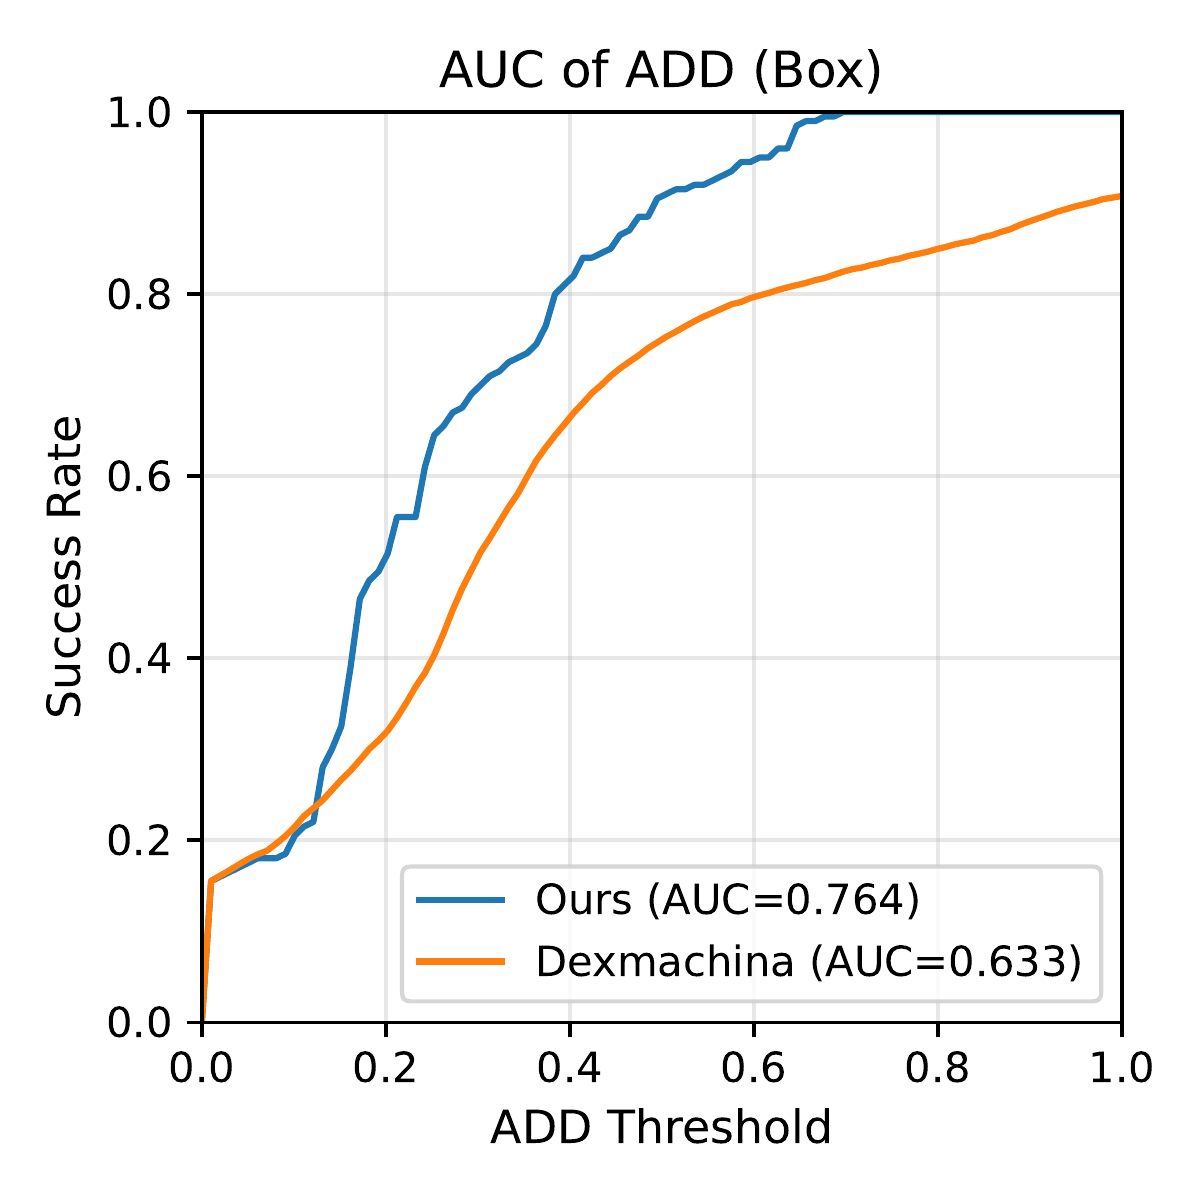 AUC of ADD (Box)
1.0
0.8
0.6
0.4
0.2
0.0
Success Rate
Ours (AUC=0.764)
Dexmachina (AUC=0.633)
0.0 0.2 0.4 0.6 0.8 1.0
ADD Threshold